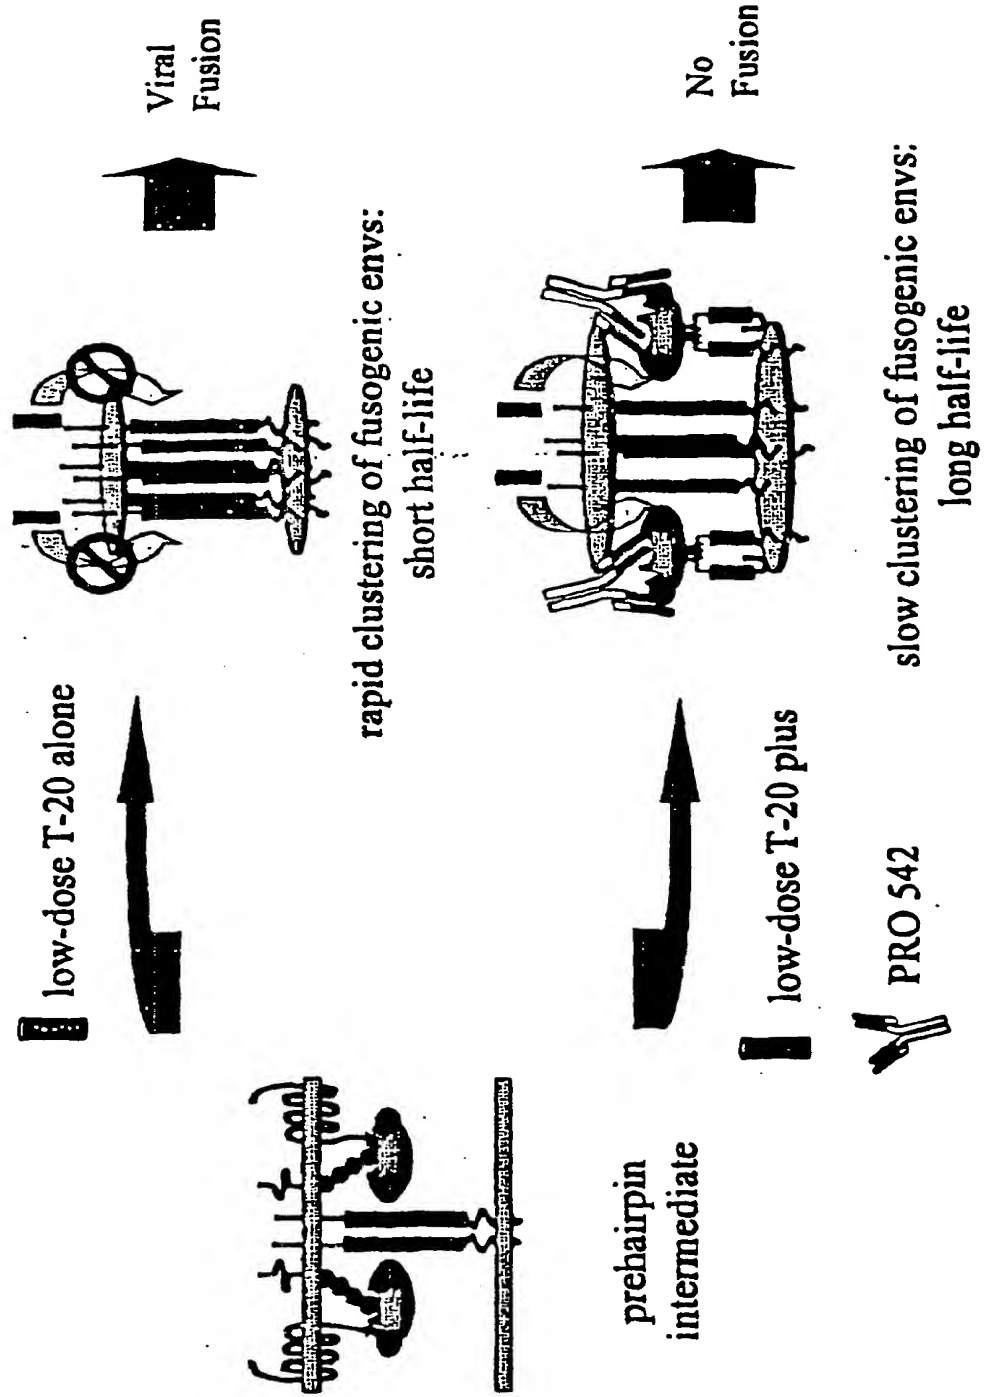 prehairpin
intermediate
low-dose T-20 alone
rapid clustering of fusogenic envs:
short half-life
Viral
Fusion
low-dose T-20 plus
PRO 542
slow clustering of fusogenic envs:
long half-life
No
Fusion